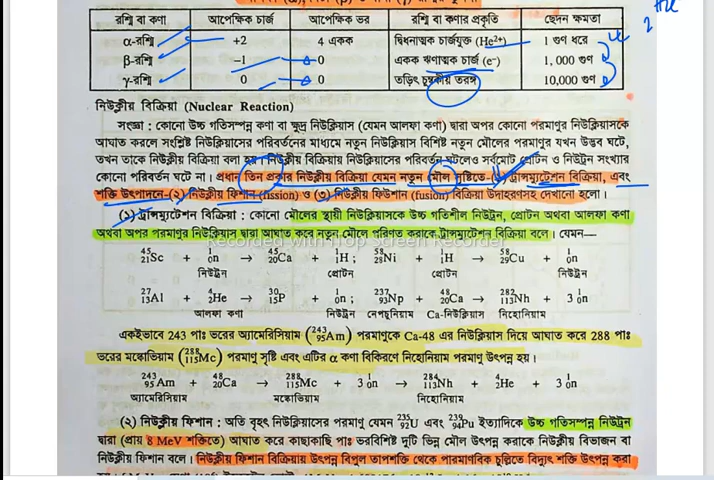 রশ্মি বা কণা আপেক্ষিক চার্জ আপেক্ষিক ভর রশ্মি বা কণার প্রকৃতি ছেদন ক্ষমতা
α-রশ্মি +2 4 একক দ্বিধনাত্মক চার্জযুক্ত (He²⁺) 1 গুণ ধরে
β-রশ্মি −1 0 একক ঋণাত্মক চার্জ (e⁻) 1, 000 গুণ
γ-রশ্মি 0 0 তড়িৎ চুম্বকীয় তরঙ্গ 10,000 গুণ
নিউক্লীয় বিক্রিয়া (Nuclear Reaction)
সংজ্ঞা : কোনো উচ্চ গতিসম্পন্ন কণা বা ক্ষুদ্র নিউক্লিয়াস (যেমন আলফা কণা) দ্বারা অপর কোনো পরমাণুর নিউক্লিয়াসকে
আঘাত করলে সংশ্লিষ্ট নিউক্লিয়াসের পরিবর্তনের মাধ্যমে নতুন নিউক্লিয়াস বিশিষ্ট নতুন মৌলের পরমাণুর যখন উদ্ভব ঘটে,
তখন তাকে নিউক্লীয় বিক্রিয়া বলা হয়। নিউক্লীয় বিক্রিয়ায় নিউক্লিয়াসের পরিবর্তন ঘটলেও সর্বমোট প্রোটন ও নিউট্রন সংখ্যার
কোনো পরিবর্তন ঘটে না। প্রধান তিন প্রকার নিউক্লীয় বিক্রিয়া যেমন নতুন মৌল সৃষ্টিতে-(১) ট্রান্সমুটেশন বিক্রিয়া, এবং
শক্তি উৎপাদনে-(২) নিউক্লীয় ফিশান (fission) ও (৩) নিউক্লীয় ফিউশান (fusion) বিক্রিয়া উদাহরণসহ দেখানো হলো।
(১) ট্রান্সমুটেশন বিক্রিয়া : কোনো মৌলের স্থায়ী নিউক্লিয়াসকে উচ্চ গতিশীল নিউট্রন, প্রোটন অথবা আলফা কণা
অথবা অপর পরমাণুর নিউক্লিয়াস দ্বারা আঘাত করে নতুন মৌলে পরিণত করাকে ট্রান্সমুটেশন বিক্রিয়া বলে। যেমন—
⁴⁵₂₁Sc + ¹₀n → ⁴⁵₂₀Ca + ¹₁H ; ⁵⁸₂₈Ni + ¹₁H → ⁵⁸₂₉Cu + ¹₀n
নিউট্রন প্রোটন প্রোটন নিউট্রন
²⁷₁₃Al + ⁴₂He → ³⁰₁₅P + ¹₀n ; ²³⁷₉₃Np + ⁴⁸₂₀Ca → ²⁸²₁₁₃Nh + 3 ¹₀n
আলফা কণা নিউট্রন নেপচুনিয়াম Ca-নিউক্লিয়াস নিহোনিয়াম
একইভাবে 243 পাঃ ভরের অ্যামেরিসিয়াম (²⁴³₉₅Am) পরমাণুকে Ca-48 এর নিউক্লিয়াস দিয়ে আঘাত করে 288 পাঃ
ভরের মস্কোভিয়াম (²⁸⁸₁₁₅Mc) পরমাণু সৃষ্টি এবং এটির α কণা বিকিরণে নিহোনিয়াম পরমাণু উৎপন্ন হয়।
²⁴³₉₅Am + ⁴⁸₂₀Ca → ²⁸⁸₁₁₅Mc + 3 ¹₀n → ²⁸⁴₁₁₃Nh + ⁴₂He + 3 ¹₀n
অ্যামেরিসিয়াম মস্কোভিয়াম নিহোনিয়াম
(২) নিউক্লীয় ফিশান : অতি বৃহৎ নিউক্লিয়াসের পরমাণু যেমন ²³⁵₉₂U এবং ²³⁹₉₄Pu ইত্যাদিকে উচ্চ গতিসম্পন্ন নিউট্রন
দ্বারা (প্রায় 8 MeV শক্তিতে) আঘাত করে কাছাকাছি পাঃ ভরবিশিষ্ট দুটি ভিন্ন মৌল উৎপন্ন করাকে নিউক্লীয় বিভাজন বা
নিউক্লীয় ফিশান বলে। নিউক্লীয় ফিশান বিক্রিয়ায় উৎপন্ন বিপুল তাপশক্তি থেকে পারমাণবিক চুল্লিতে বিদ্যুৎ শক্তি উৎপন্ন করা